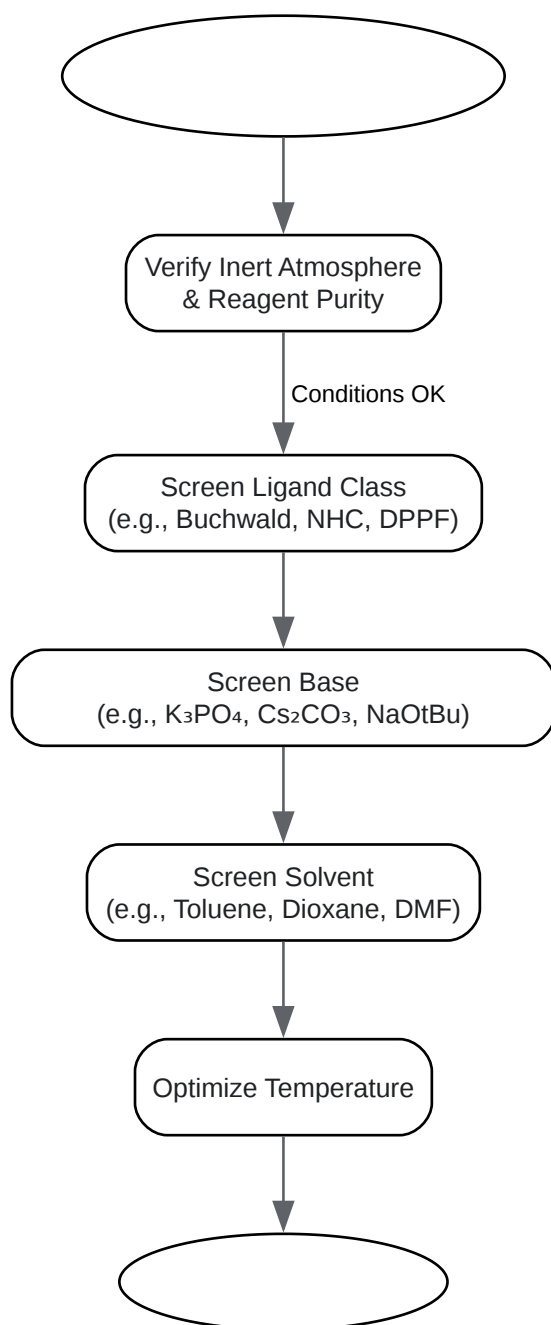 Verify Inert Atmosphere
& Reagent Purity
Conditions OK
Screen Ligand Class
(e.g., Buchwald, NHC, DPPF)
Screen Base
(e.g., K₃PO₄, Cs₂CO₃, NaOtBu)
Screen Solvent
(e.g., Toluene, Dioxane, DMF)
Optimize Temperature